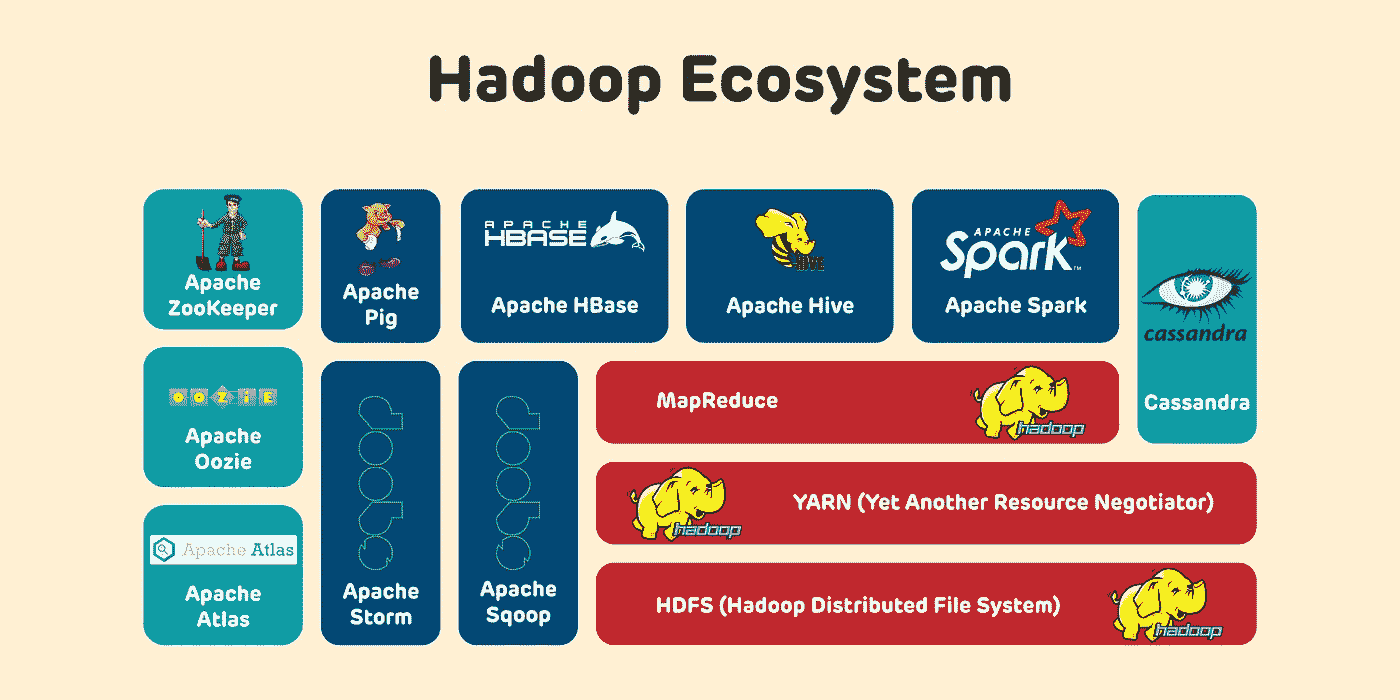 Hadoop Ecosystem
Apache
ZooKeeper
Apache
Pig
APACHE
HBASE
Apache HBase
HIVE
Apache Hive
APACHE
Spark™
Apache Spark
cassandra
Cassandra
OOZIE
Apache
Oozie
Apache Atlas
Apache
Atlas
sqoop
Apache
Storm
sqoop
Apache
Sqoop
MapReduce
hadoop
hadoop
YARN (Yet Another Resource Negotiator)
HDFS (Hadoop Distributed File System)
hadoop